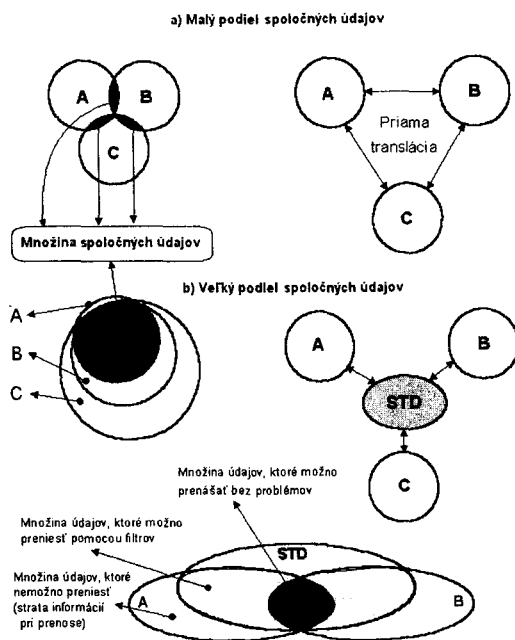 a) Malý podiel spoločných údajov
A
B
C
A
B
Priama
translácia
C
Množina spoločných údajov
b) Veľký podiel spoločných údajov
A
B
C
A
B
STD
C
Množina údajov, ktoré možno
prenášať bez problémov
Množina údajov, ktoré možno
preniesť pomocou filtrov
STD
Množina údajov, ktoré
nemožno preniesť
(strata informácií
pri prenose)
A
B